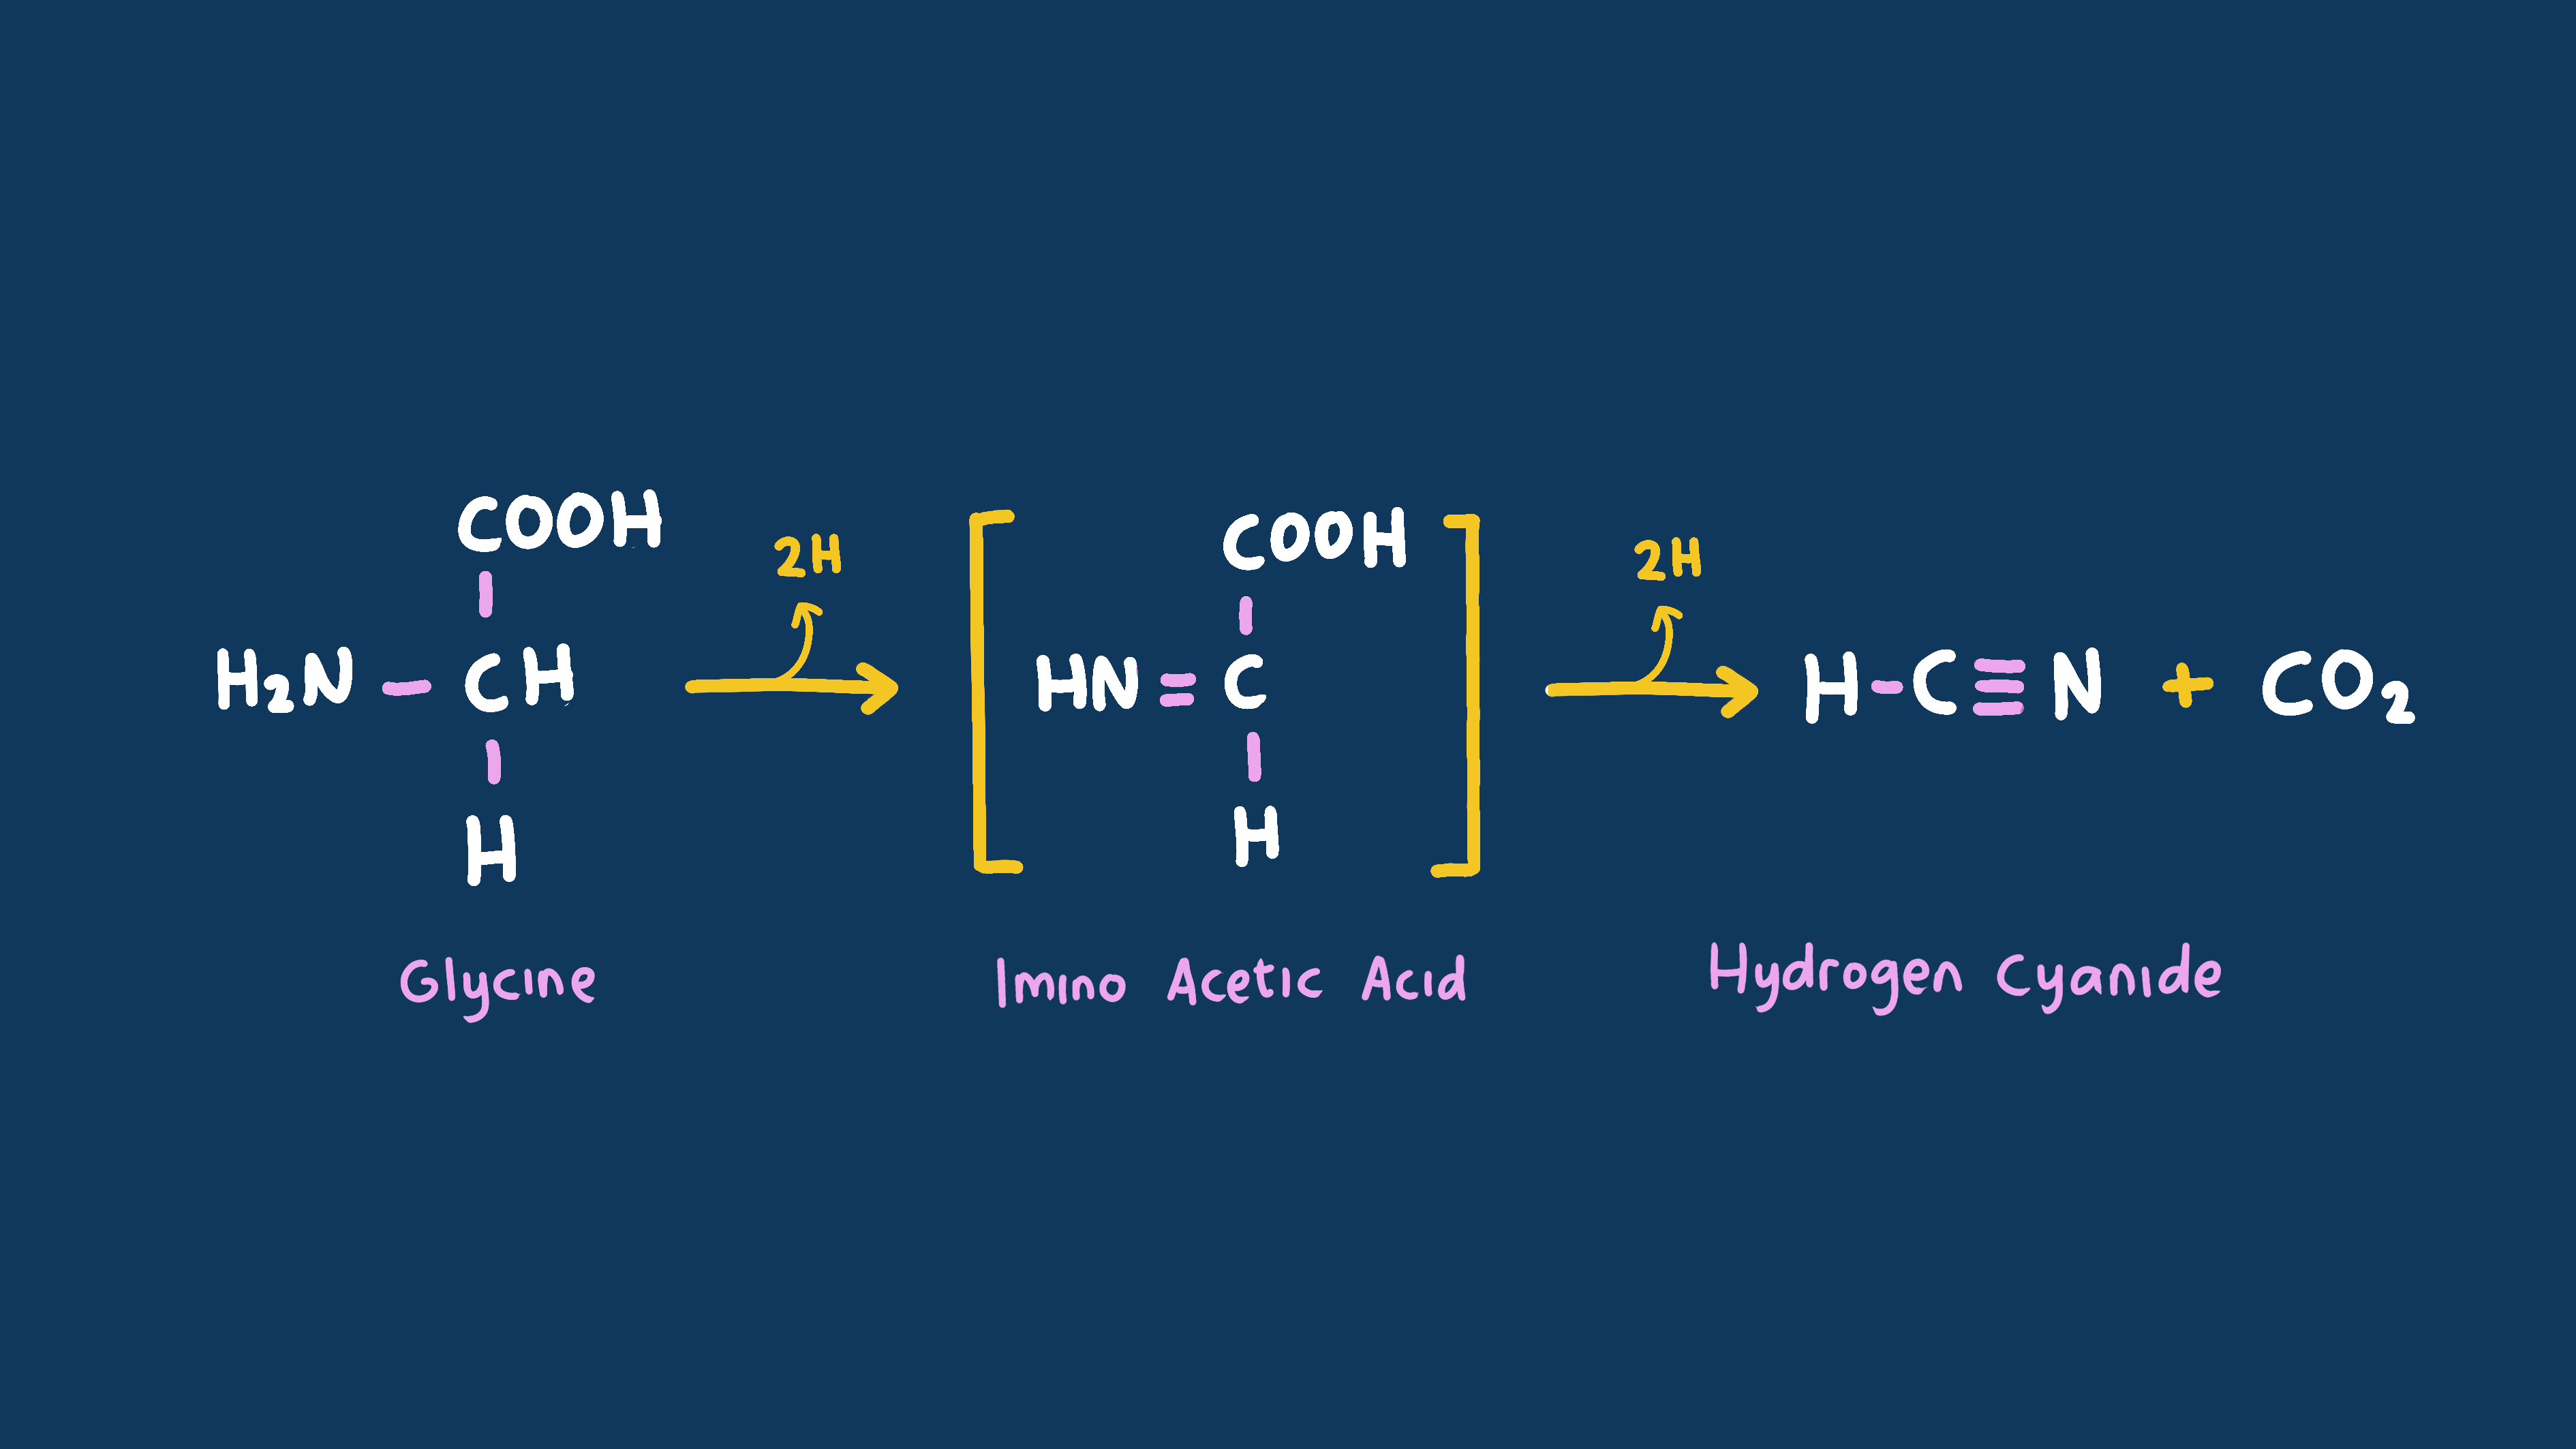 COOH
H₂N - CH
H
Glycine
2H
COOH
HN = C
H
Imino Acetic Acid
2H
H-C≡N + CO₂
Hydrogen Cyanide